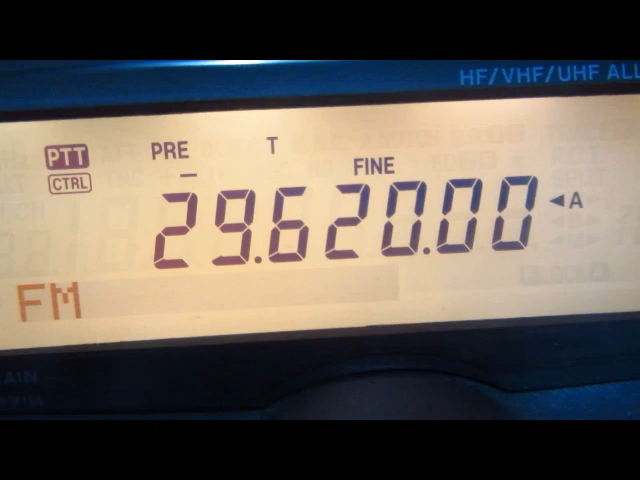 HF/VHF/UHF ALL
PTT PRE T
CTRL FINE
29.620.00 ◄A
FM